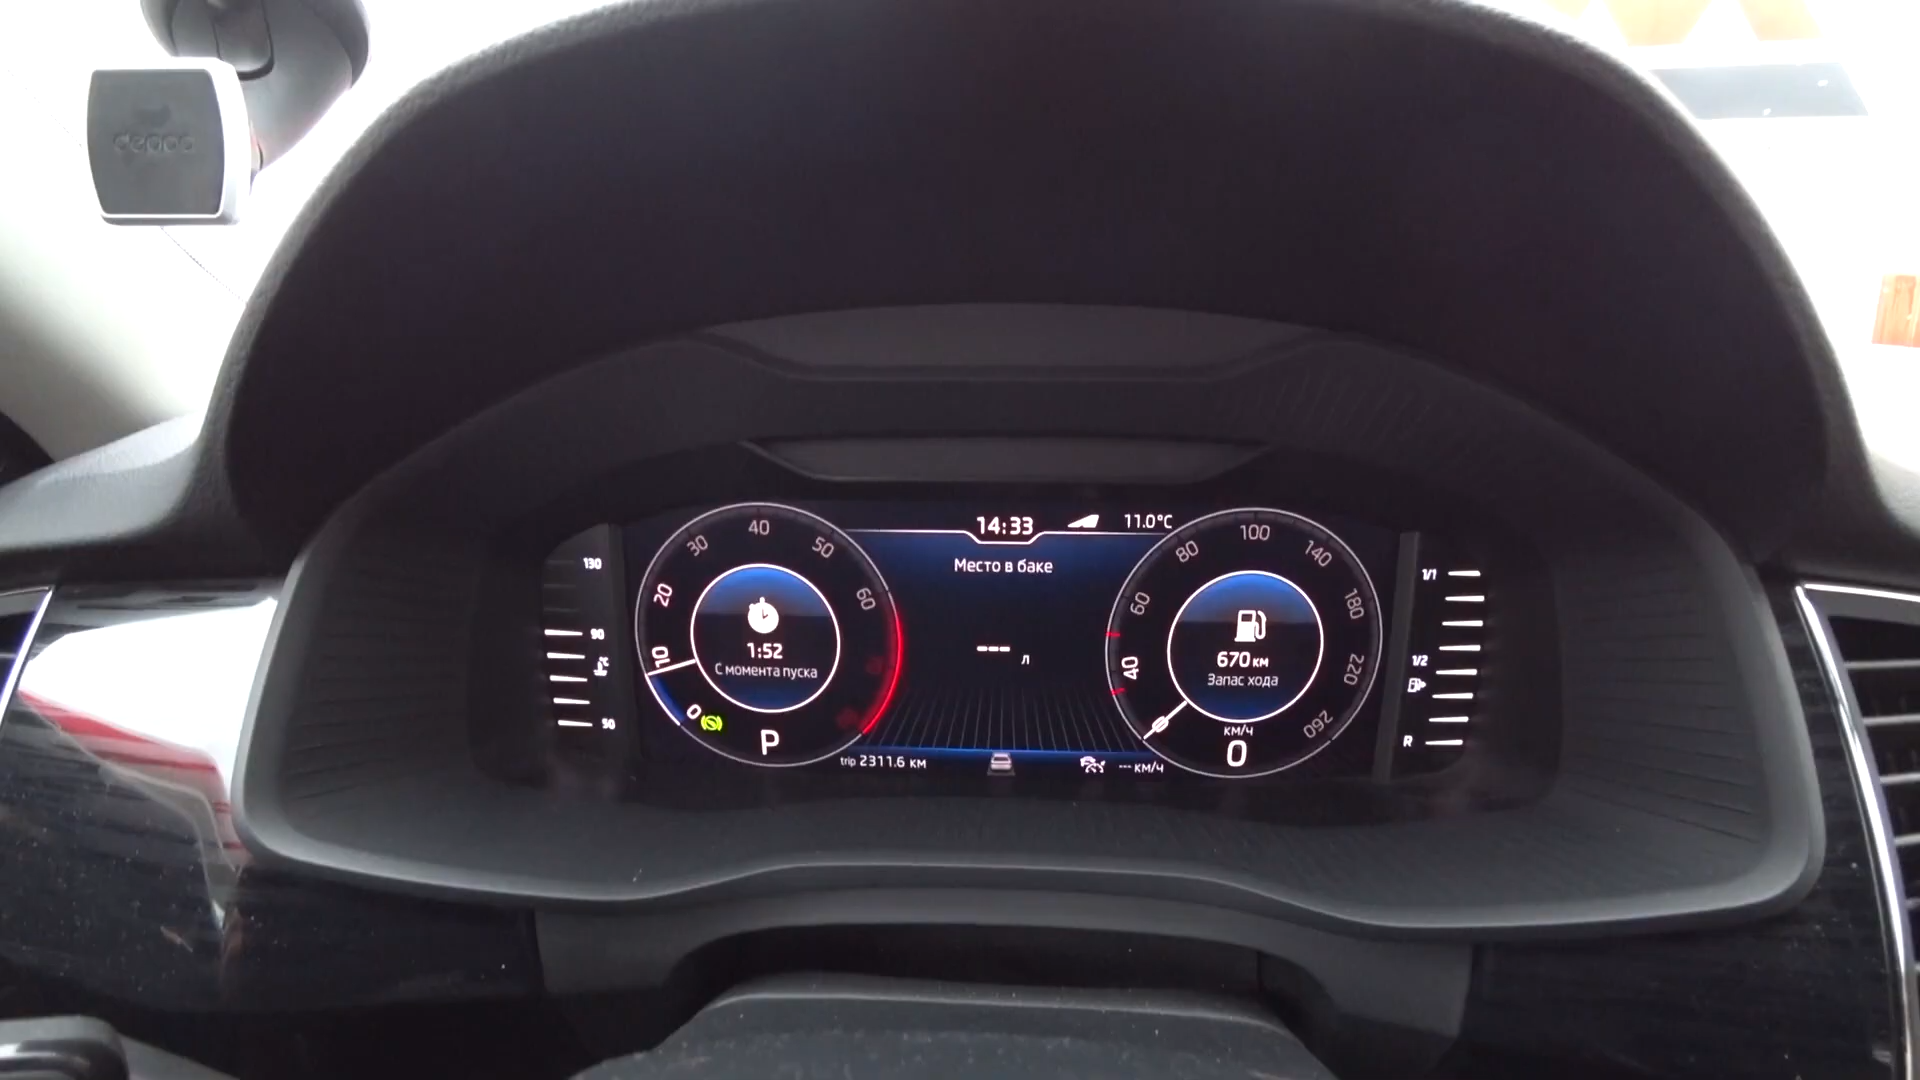 deppa
14:33
11.0°C
Место в баке
--- л
0 10 20 30 40 50 60
1:52
С момента пуска
P
130
90
°C
50
trip 2311.6 км
--- км/ч
0 40 60 80 100 140 180 220 260
670 км
Запас хода
км/ч
0
1/1
1/2
R